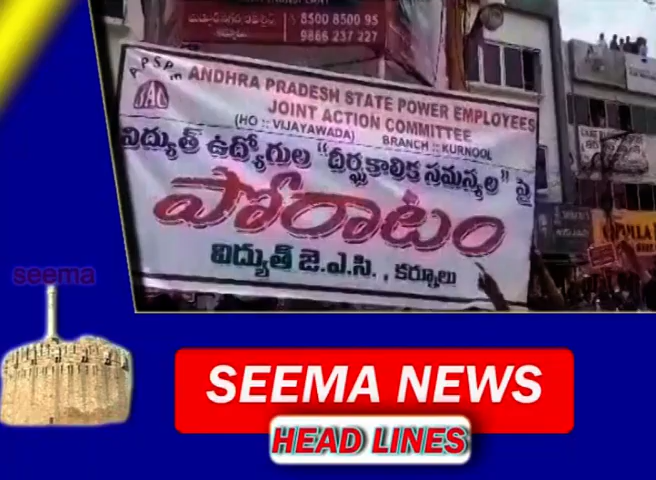 8500 8500 95
9866 237 227
APPSPE
JAC
ANDHRA PRADESH STATE POWER EMPLOYEES
JOINT ACTION COMMITTEE
(HO :: VIJAYAWADA) BRANCH :: KURNOOL
విద్యుత్ ఉద్యోగుల "దీర్ఘకాలిక సమస్యల" పై
పోరాటం
విద్యుత్ జె.ఎ.సి., కర్నూలు
seema
SEEMA NEWS
HEAD LINES